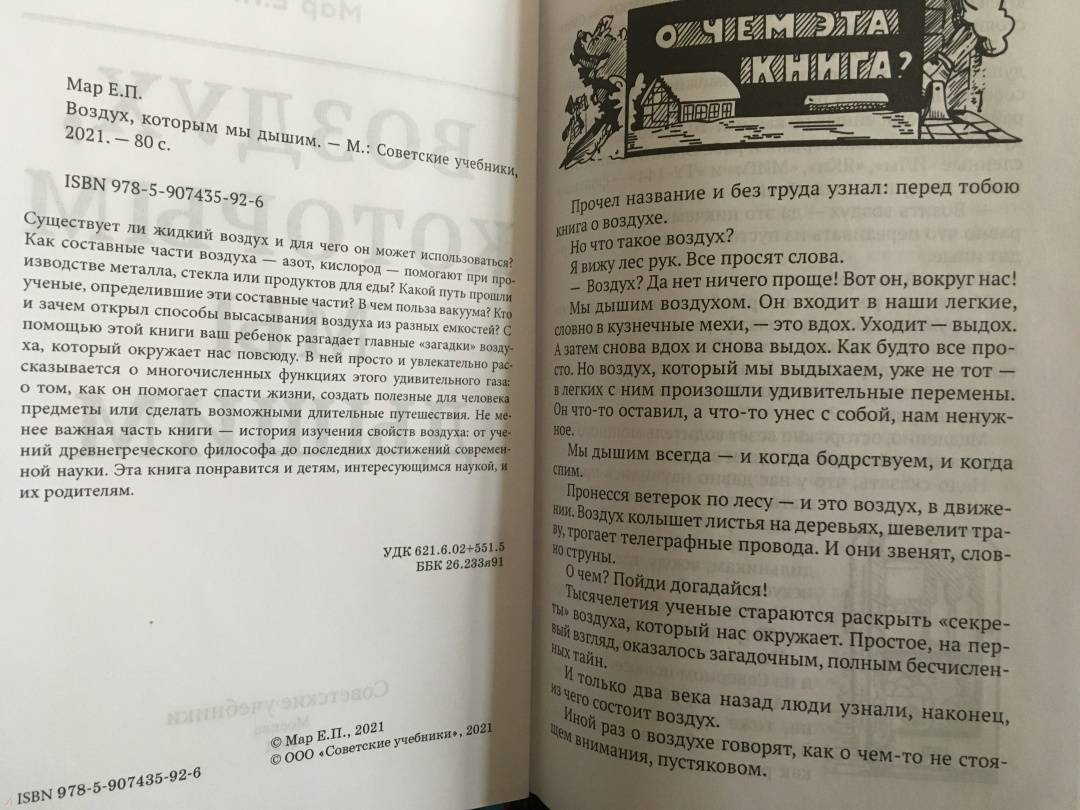 Мар Е.П.
Воздух, которым мы дышим. — М.: Советские учебники,
2021. — 80 с.
ISBN 978-5-907435-92-6
Существует ли жидкий воздух и для чего он может использоваться?
Как составные части воздуха — азот, кислород — помогают при про-
изводстве металла, стекла или продуктов для еды? Какой путь прошли
ученые, определившие эти составные части? В чем польза вакуума? Кто
и зачем открыл способы высасывания воздуха из разных емкостей? С
помощью этой книги ваш ребенок разгадает главные «загадки» возду-
ха, который окружает нас повсюду. В ней просто и увлекательно рас-
сказывается о многочисленных функциях этого удивительного газа:
о том, как он помогает спасти жизни, создать полезные для человека
предметы или сделать возможными длительные путешествия. Не ме-
нее важная часть книги — история изучения свойств воздуха: от уче-
ний древнегреческого философа до последних достижений современ-
ной науки. Эта книга понравится и детям, интересующимся наукой, и
их родителям.
УДК 621.6.02+551.5
ББК 26.233я91
Советские учебники
© Мар Е.П., 2021
© ООО «Советские учебники», 2021
ISBN 978-5-907435-92-6
О ЧЕМ ЭТА
КНИГА?
Прочел название и без труда узнал: перед тобою
книга о воздухе.
Но что такое воздух?
Я вижу лес рук. Все просят слова.
– Воздух? Да нет ничего проще! Вот он, вокруг нас!
Мы дышим воздухом. Он входит в наши легкие,
словно в кузнечные мехи, — это вдох. Уходит — выдох.
А затем снова вдох и снова выдох. Как будто все про-
сто. Но воздух, который мы выдыхаем, уже не тот —
в легких с ним произошли удивительные перемены.
Он что-то оставил, а что-то унес с собой, нам ненуж-
ное.
Мы дышим всегда — и когда бодрствуем, и когда
спим.
Пронесся ветерок по лесу — и это воздух, в движе-
нии. Воздух колышет листья на деревьях, шевелит тра-
ву, трогает телеграфные провода. И они звенят, слов-
но струны.
О чем? Пойди догадайся!
Тысячелетия ученые стараются раскрыть «секре-
ты» воздуха, который нас окружает. Простое, на пер-
вый взгляд, оказалось загадочным, полным бесчислен-
ных тайн.
И только два века назад люди узнали, наконец,
из чего состоит воздух.
Иной раз о воздухе говорят, как о чем-то не стоя-
щем внимания, пустяковом.